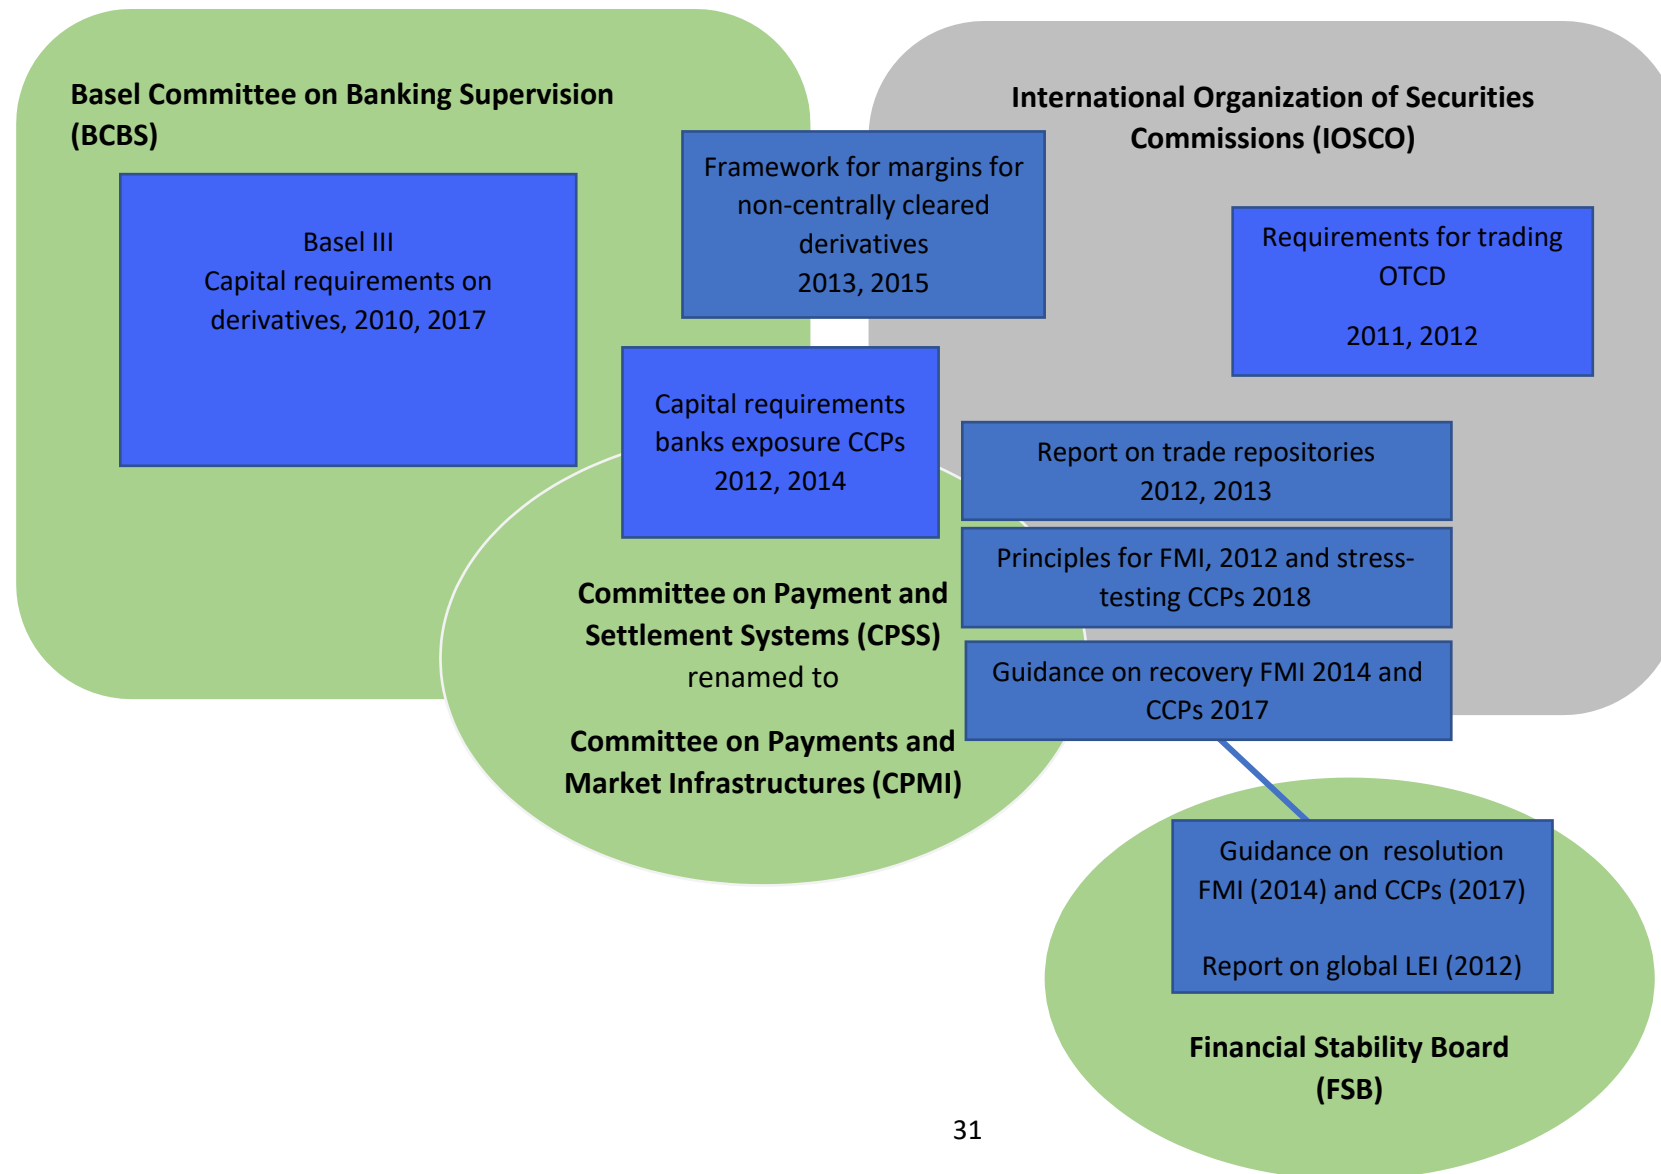 Basel Committee on Banking Supervision
(BCBS)
International Organization of Securities
Commissions (IOSCO)
Framework for margins for
non-centrally cleared
derivatives
2013, 2015
Basel III
Capital requirements on
derivatives, 2010, 2017
Requirements for trading
OTCD
2011, 2012
Capital requirements
banks exposure CCPs
2012, 2014
Report on trade repositories
2012, 2013
Principles for FMI, 2012 and stress-
testing CCPs 2018
Committee on Payment and
Settlement Systems (CPSS)
renamed to
Committee on Payments and
Market Infrastructures (CPMI)
Guidance on recovery FMI 2014 and
CCPs 2017
Guidance on resolution
FMI (2014) and CCPs (2017)
Report on global LEI (2012)
Financial Stability Board
(FSB)
31